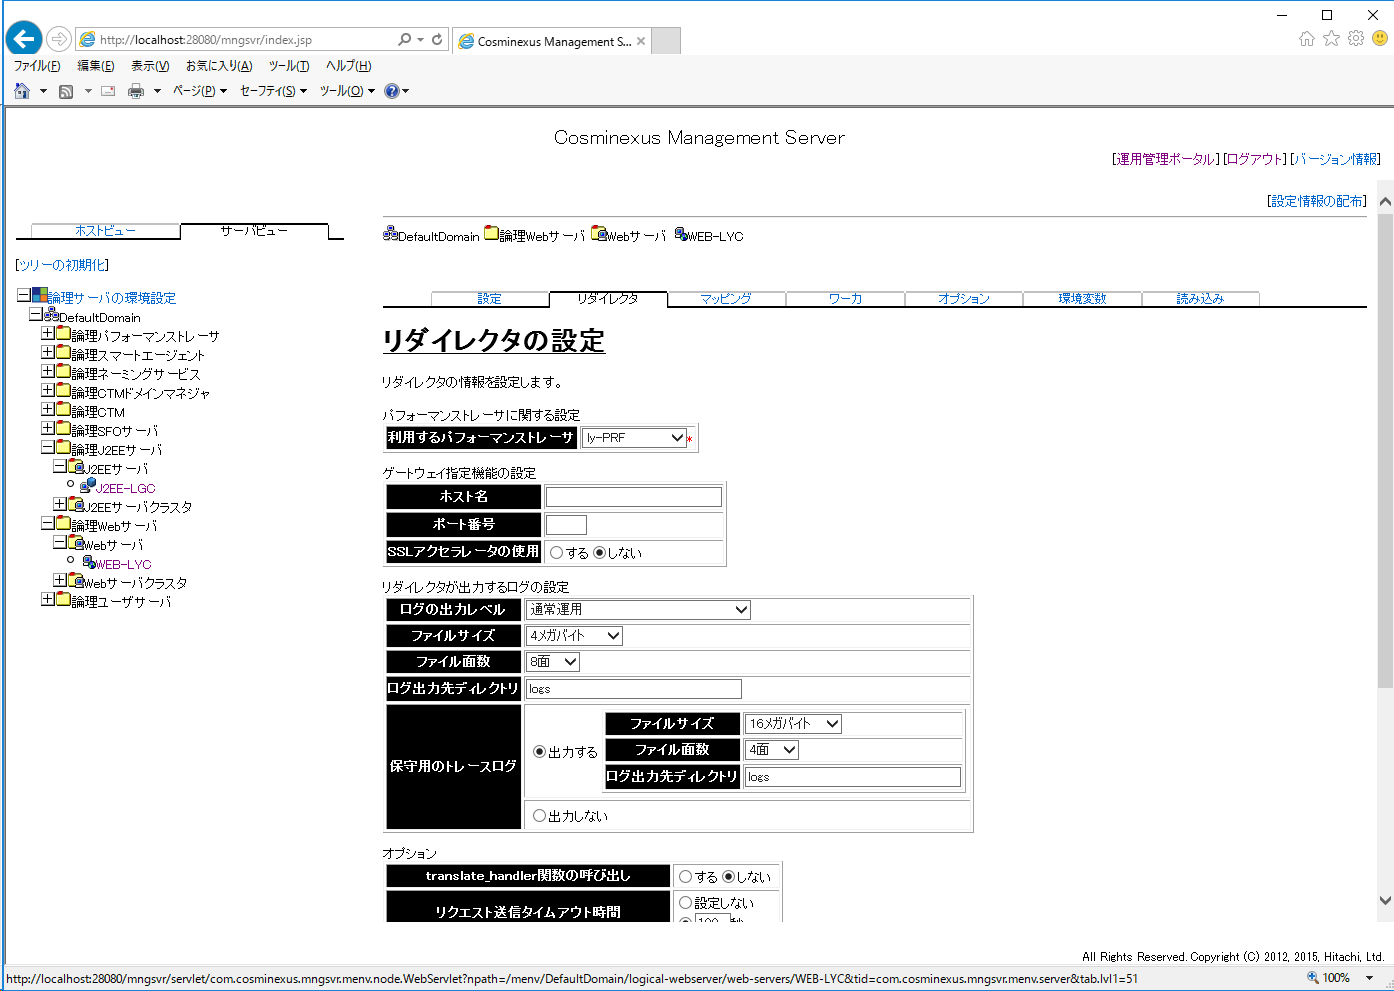 http://localhost:28080/mngsvr/index.jsp
Cosminexus Management S...
ファイル(F) 編集(E) 表示(V) お気に入り(A) ツール(T) ヘルプ(H)
ページ(P) セーフティ(S) ツール(O)
Cosminexus Management Server
[運用管理ポータル] [ログアウト] [バージョン情報]
[設定情報の配布]
ホストビュー サーバビュー
DefaultDomain 論理Webサーバ Webサーバ WEB-LYC
[ツリーの初期化]
論理サーバの環境設定
DefaultDomain
論理パフォーマンストレーサ
論理スマートエージェント
論理ネーミングサービス
論理CTMドメインマネジャ
論理CTM
論理SFOサーバ
論理J2EEサーバ
J2EEサーバ
J2EE-LGC
J2EEサーバクラスタ
論理Webサーバ
Webサーバ
WEB-LYC
Webサーバクラスタ
論理ユーザサーバ
設定 リダイレクタ マッピング ワーカ オプション 環境変数 読み込み
リダイレクタの設定
リダイレクタの情報を設定します。
パフォーマンストレーサに関する設定
利用するパフォーマンストレーサ ly-PRF *
ゲートウェイ指定機能の設定
ホスト名
ポート番号
SSLアクセラレータの使用 する しない
リダイレクタが出力するログの設定
ログの出力レベル 通常運用
ファイルサイズ 4メガバイト
ファイル面数 8面
ログ出力先ディレクトリ logs
保守用のトレースログ 出力する
ファイルサイズ 16メガバイト
ファイル面数 4面
ログ出力先ディレクトリ logs
出力しない
オプション
translate_handler関数の呼び出し する しない
リクエスト送信タイムアウト時間 設定しない
100 秒
All Rights Reserved. Copyright (C) 2012, 2015, Hitachi, Ltd.
http://localhost:28080/mngsvr/servlet/com.cosminexus.mngsvr.menv.node.WebServlet?npath=/menv/DefaultDomain/logical-webserver/web-servers/WEB-LYC&tid=com.cosminexus.mngsvr.menv.server&tab.lvl1=51
100%